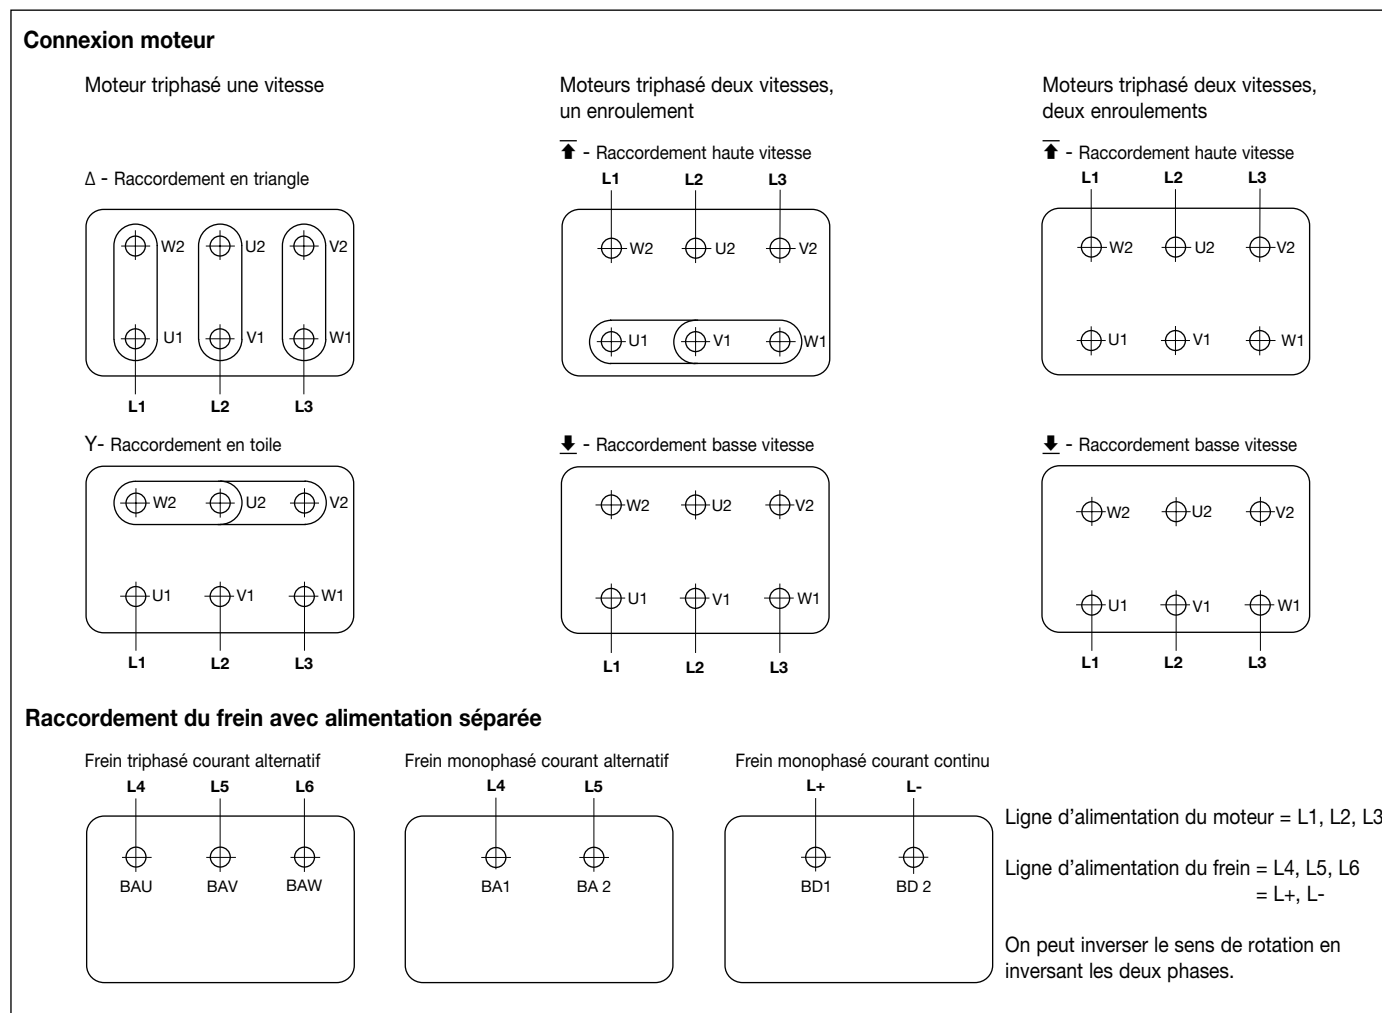 Connexion moteur
Moteur triphasé une vitesse
Δ - Raccordement en triangle
W2 U2 V2
U1 V1 W1
L1 L2 L3
Y- Raccordement en toile
W2 U2 V2
U1 V1 W1
L1 L2 L3
Moteurs triphasé deux vitesses,
un enroulement
- Raccordement haute vitesse
L1 L2 L3
W2 U2 V2
U1 V1 W1
- Raccordement basse vitesse
W2 U2 V2
U1 V1 W1
L1 L2 L3
Moteurs triphasé deux vitesses,
deux enroulements
- Raccordement haute vitesse
L1 L2 L3
W2 U2 V2
U1 V1 W1
- Raccordement basse vitesse
W2 U2 V2
U1 V1 W1
L1 L2 L3
Raccordement du frein avec alimentation séparée
Frein triphasé courant alternatif
L4 L5 L6
BAU BAV BAW
Frein monophasé courant alternatif
L4 L5
BA1 BA 2
Frein monophasé courant continu
L+ L-
BD1 BD 2
Ligne d'alimentation du moteur = L1, L2, L3
Ligne d'alimentation du frein = L4, L5, L6
= L+, L-
On peut inverser le sens de rotation en
inversant les deux phases.